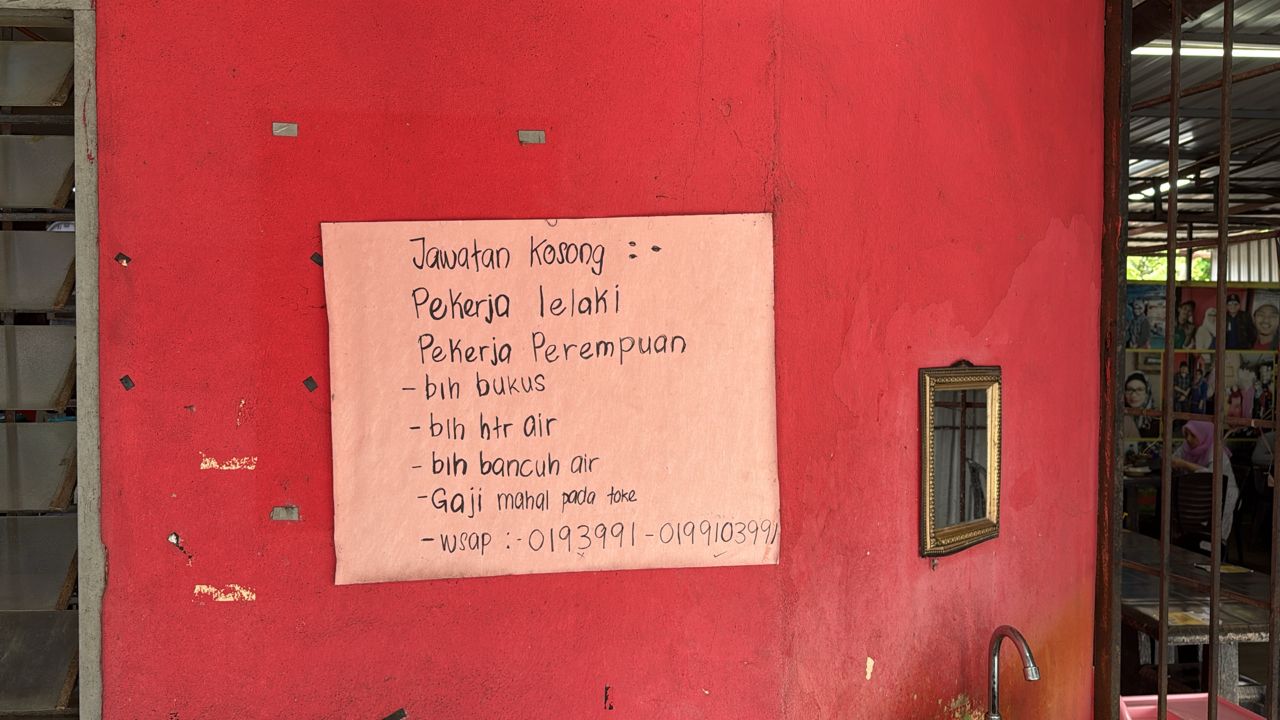 Jawatan Kosong :-
Pekerja lelaki
Pekerja Perempuan
- blh bukus
- blh htr air
- blh bancuh air
- Gaji mahal pada toke
- wsap :- 0193991 - 0199103991